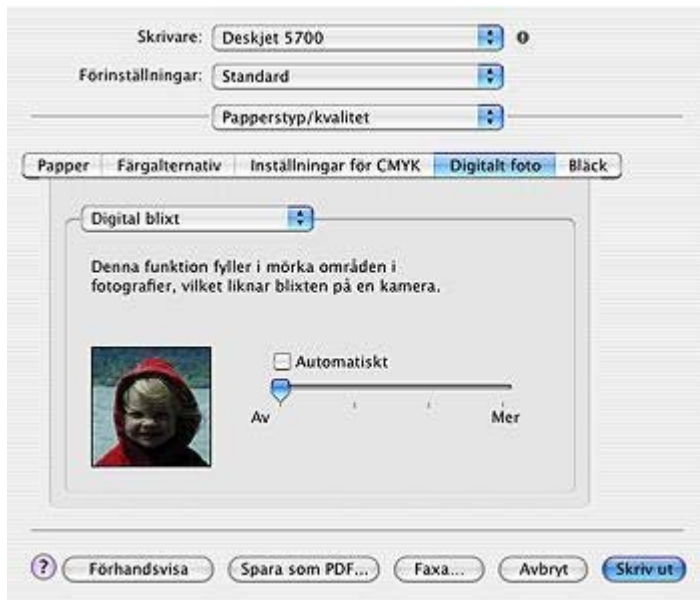 Skrivare: Deskjet 5700
Förinställningar: Standard
Papperstyp/kvalitet
Papper Färgalternativ Inställningar för CMYK Digitalt foto Bläck
Digital blixt
Denna funktion fyller i mörka områden i
fotografier, vilket liknar blixten på en kamera.
Automatiskt
Av Mer
? Förhandsvisa Spara som PDF... Faxa... Avbryt Skriv ut